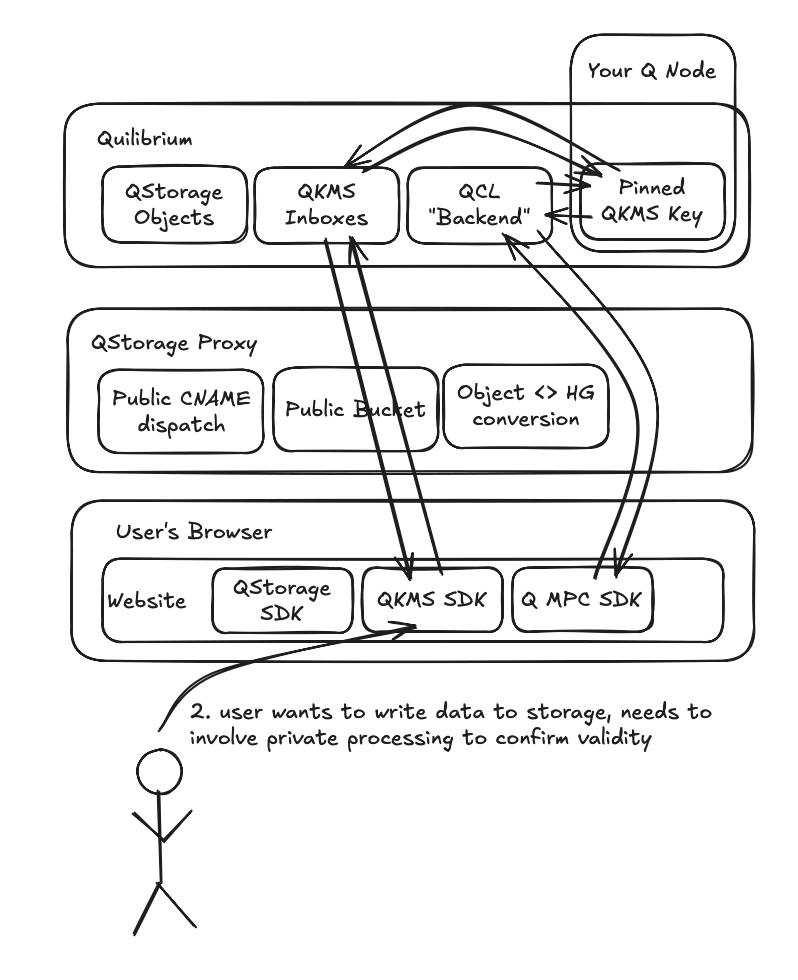 Your Q Node
Quilibrium
QStorage
Objects
QKMS
Inboxes
QCL
"Backend"
Pinned
QKMS Key
QStorage Proxy
Public CNAME
dispatch
Public Bucket
Object <> HG
conversion
User's Browser
Website
QStorage
SDK
QKMS SDK
Q MPC SDK
2. user wants to write data to storage, needs to
involve private processing to confirm validity